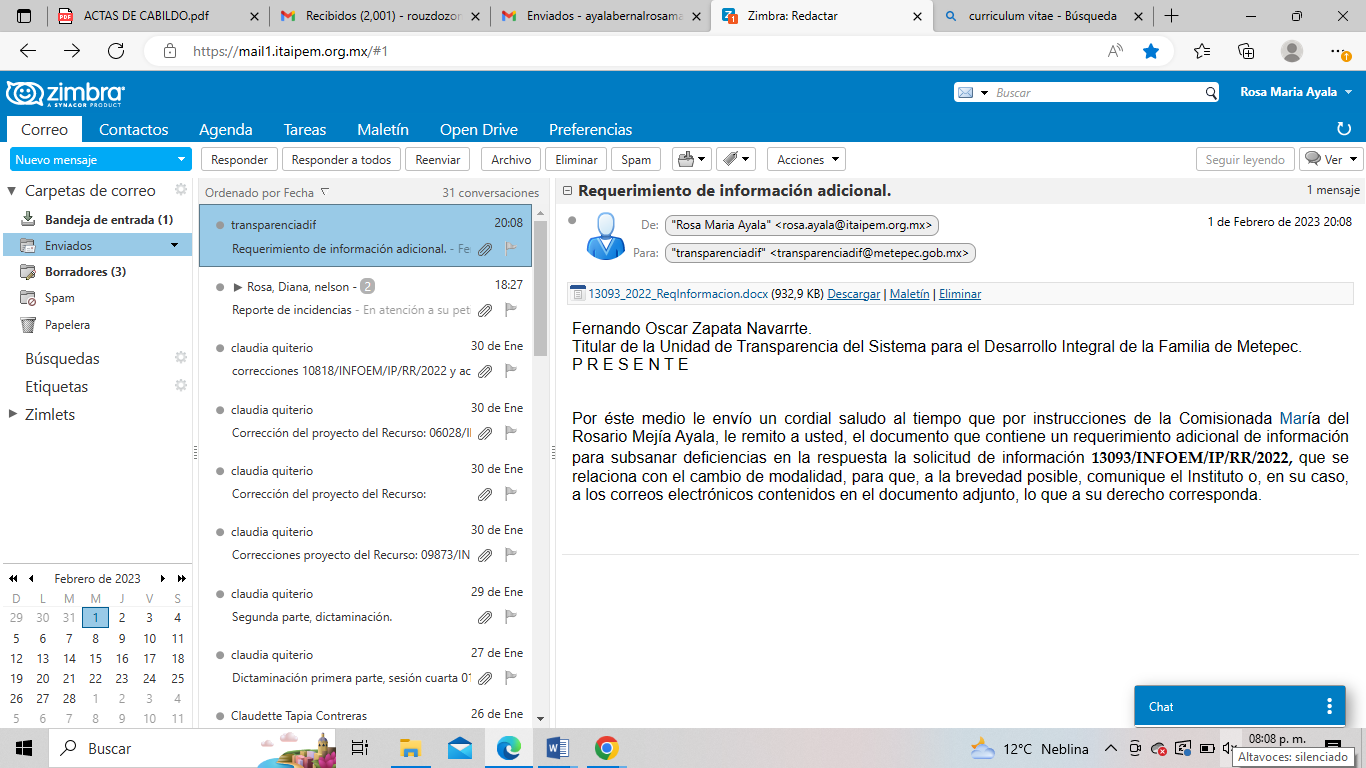 ACTAS DE CABILDO.pdf
Recibidos (2,001) - rouzdozor
Enviados - ayalabernalrosama
Zimbra: Redactar
curriculum vitae - Búsqueda
https://mail1.itaipem.org.mx/#1
zimbra
A SYNACOR PRODUCT
Buscar
Rosa Maria Ayala
Correo Contactos Agenda Tareas Maletín Open Drive Preferencias
Nuevo mensaje Responder Responder a todos Reenviar Archivo Eliminar Spam Acciones Seguir leyendo Ver
Carpetas de correo
Bandeja de entrada (1)
Enviados
Borradores (3)
Spam
Papelera
Búsquedas
Etiquetas
Zimlets
Febrero de 2023
D L M M J V S
29 30 31 1 2 3 4
5 6 7 8 9 10 11
12 13 14 15 16 17 18
19 20 21 22 23 24 25
26 27 28 1 2 3 4
5 6 7 8 9 10 11
Ordenado por Fecha 31 conversaciones
transparenciadif 20:08
Requerimiento de información adicional. - Fe
Rosa, Diana, nelson - 2 18:27
Reporte de incidencias - En atención a su pet
claudia quiterio 30 de Ene
correcciones 10818/INFOEM/IP/RR/2022 y ac
claudia quiterio 30 de Ene
Corrección del proyecto del Recurso: 06028/I
claudia quiterio 30 de Ene
Corrección del proyecto del Recurso:
claudia quiterio 30 de Ene
Correcciones proyecto del Recurso: 09873/IN
claudia quiterio 29 de Ene
Segunda parte, dictaminación.
claudia quiterio 27 de Ene
Dictaminación primera parte, sesión cuarta 01
Claudette Tapia Contreras 26 de Ene
Requerimiento de información adicional. 1 mensaje
De: "Rosa Maria Ayala" <rosa.ayala@itaipem.org.mx> 1 de Febrero de 2023 20:08
Para: "transparenciadif" <transparenciadif@metepec.gob.mx>
13093_2022_ReqInformacion.docx (932,9 KB) Descargar | Maletín | Eliminar
Fernando Oscar Zapata Navarrte.
Titular de la Unidad de Transparencia del Sistema para el Desarrollo Integral de la Familia de Metepec.
P R E S E N T E
Por éste medio le envío un cordial saludo al tiempo que por instrucciones de la Comisionada María del
Rosario Mejía Ayala, le remito a usted, el documento que contiene un requerimiento adicional de información
para subsanar deficiencias en la respuesta la solicitud de información 13093/INFOEM/IP/RR/2022, que se
relaciona con el cambio de modalidad, para que, a la brevedad posible, comunique el Instituto o, en su caso,
a los correos electrónicos contenidos en el documento adjunto, lo que a su derecho corresponda.
Chat
Buscar
12°C Neblina
08:08 p. m.
Altavoces: silenciado